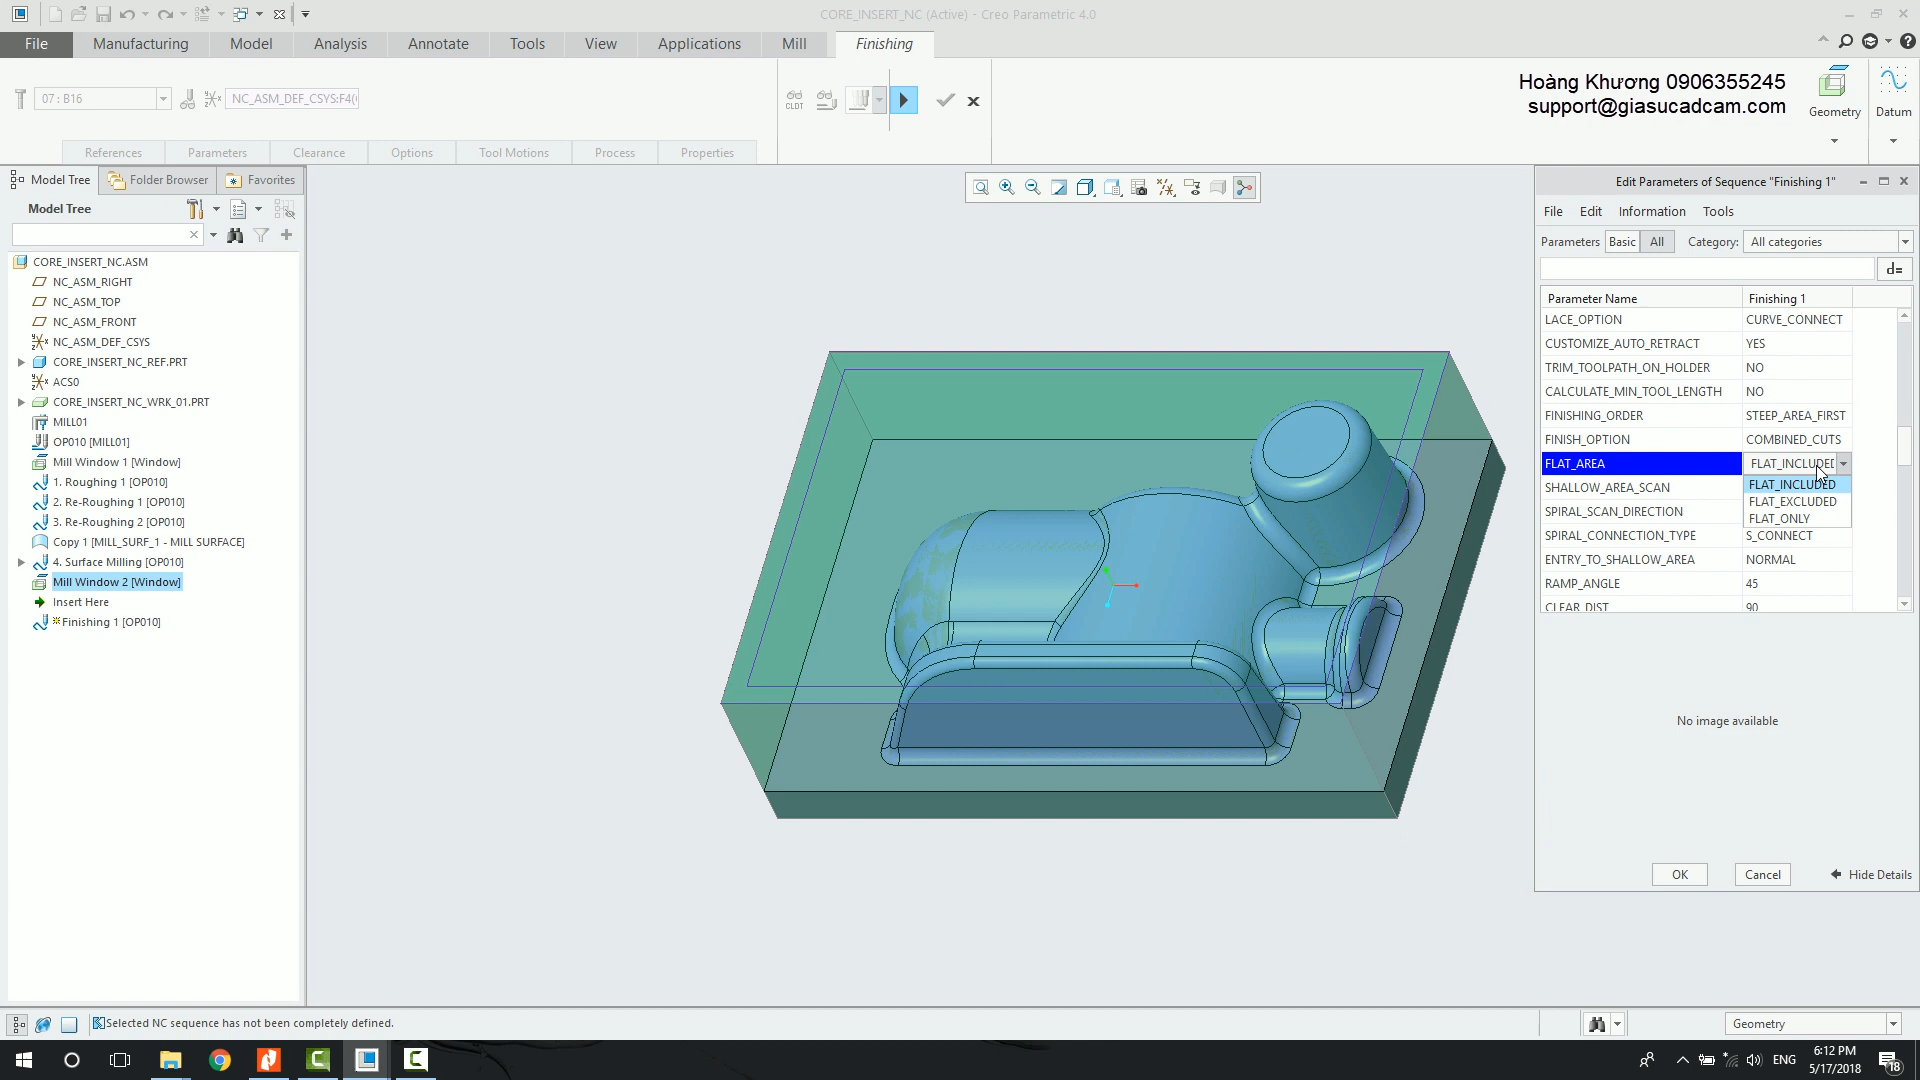 CORE_INSERT_NC (Active) - Creo Parametric 4.0
File Manufacturing Model Analysis Annotate Tools View Applications Mill Finishing
07 : B16
NC_ASM_DEF_CSYS:F4(
CLDT
Hoàng Khương 0906355245
support@giasucadcam.com
Geometry
Datum
References Parameters Clearance Options Tool Motions Process Properties
Model Tree Folder Browser Favorites
Model Tree
CORE_INSERT_NC.ASM
NC_ASM_RIGHT
NC_ASM_TOP
NC_ASM_FRONT
NC_ASM_DEF_CSYS
CORE_INSERT_NC_REF.PRT
ACS0
CORE_INSERT_NC_WRK_01.PRT
MILL01
OP010 [MILL01]
Mill Window 1 [Window]
1. Roughing 1 [OP010]
2. Re-Roughing 1 [OP010]
3. Re-Roughing 2 [OP010]
Copy 1 [MILL_SURF_1 - MILL SURFACE]
4. Surface Milling [OP010]
Mill Window 2 [Window]
Insert Here
Finishing 1 [OP010]
Edit Parameters of Sequence "Finishing 1"
File Edit Information Tools
Parameters Basic All Category: All categories
d=
Parameter Name Finishing 1
LACE_OPTION CURVE_CONNECT
CUSTOMIZE_AUTO_RETRACT YES
TRIM_TOOLPATH_ON_HOLDER NO
CALCULATE_MIN_TOOL_LENGTH NO
FINISHING_ORDER STEEP_AREA_FIRST
FINISH_OPTION COMBINED_CUTS
FLAT_AREA FLAT_INCLUDED
SHALLOW_AREA_SCAN FLAT_INCLUDED
FLAT_EXCLUDED
SPIRAL_SCAN_DIRECTION FLAT_ONLY
SPIRAL_CONNECTION_TYPE S_CONNECT
ENTRY_TO_SHALLOW_AREA NORMAL
RAMP_ANGLE 45
CLEAR_DIST 90
No image available
OK Cancel Hide Details
Selected NC sequence has not been completely defined.
Geometry
ENG
6:12 PM
5/17/2018
18